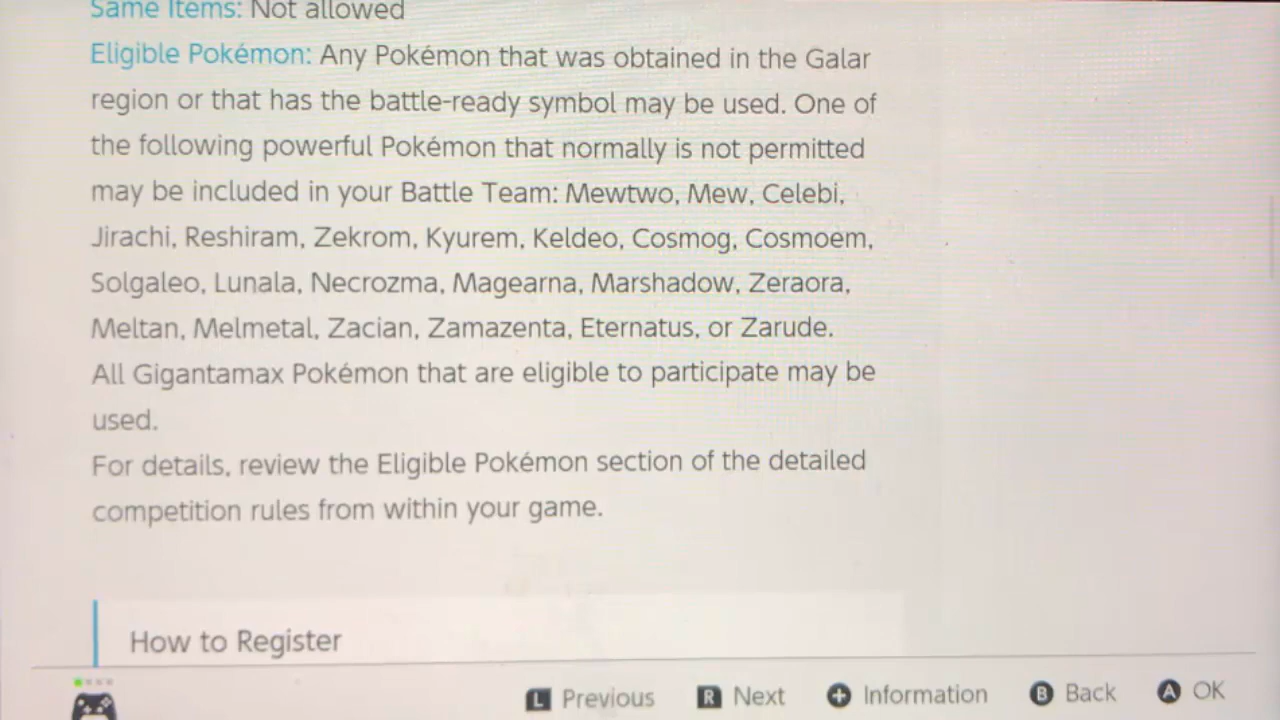 Same Items: Not allowed
Eligible Pokémon: Any Pokémon that was obtained in the Galar
region or that has the battle-ready symbol may be used. One of
the following powerful Pokémon that normally is not permitted
may be included in your Battle Team: Mewtwo, Mew, Celebi,
Jirachi, Reshiram, Zekrom, Kyurem, Keldeo, Cosmog, Cosmoem,
Solgaleo, Lunala, Necrozma, Magearna, Marshadow, Zeraora,
Meltan, Melmetal, Zacian, Zamazenta, Eternatus, or Zarude.
All Gigantamax Pokémon that are eligible to participate may be
used.
For details, review the Eligible Pokémon section of the detailed
competition rules from within your game.
How to Register
L Previous R Next + Information B Back A OK